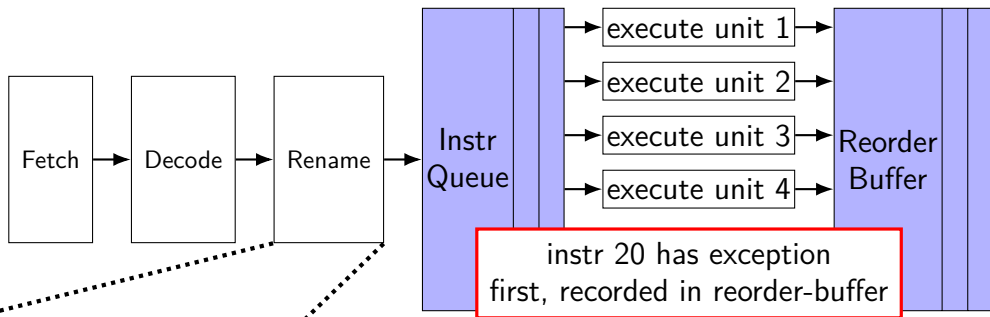 Fetch
Decode
Rename
Instr
Queue
execute unit 1
execute unit 2
execute unit 3
execute unit 4
Reorder
Buffer
instr 20 has exception
first, recorded in reorder-buffer